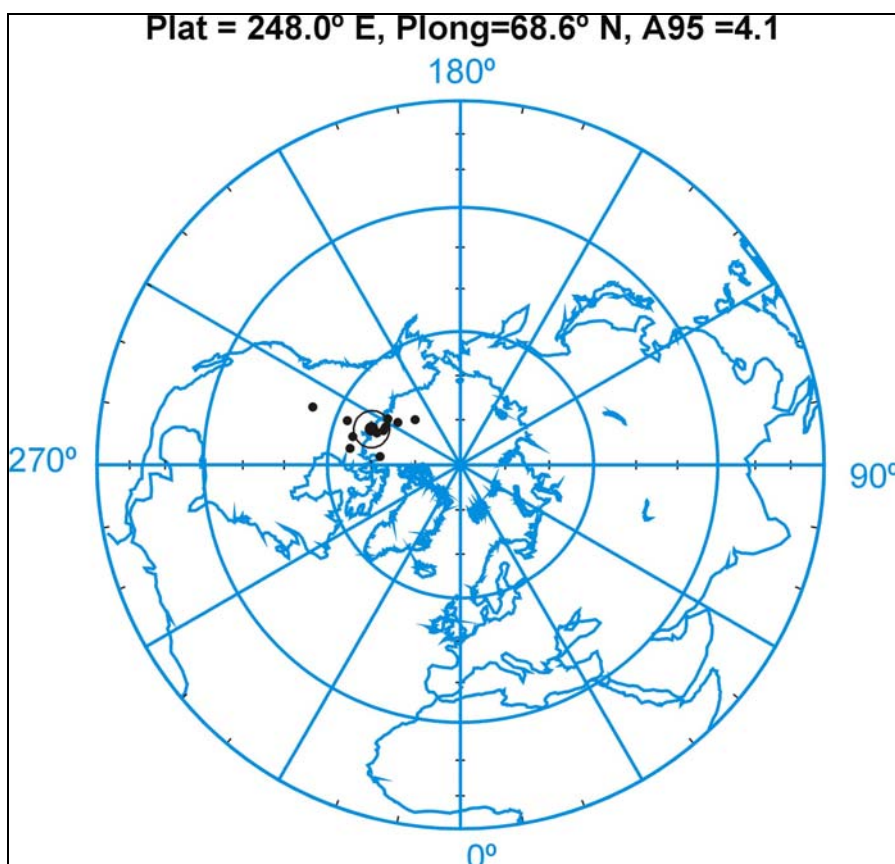 Plat = 248.0º E, Plong=68.6º N, A95 =4.1
180º
270º
90º
0º